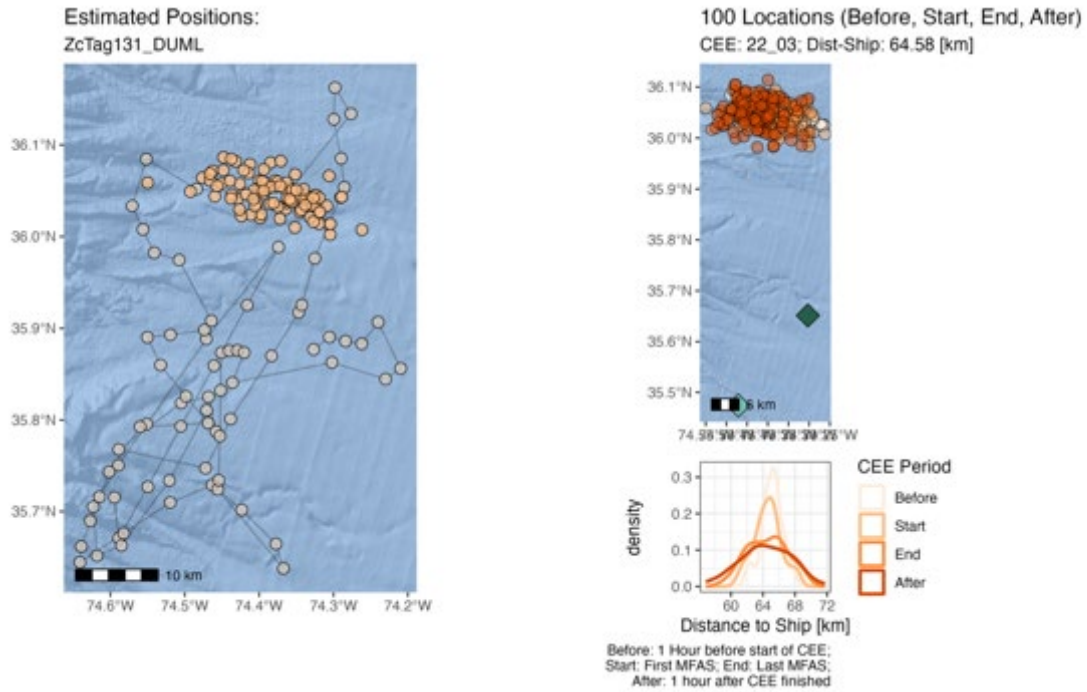 Estimated Positions:
ZcTag131_DUML
36.1°N
36.0°N
35.9°N
35.8°N
35.7°N
10 km
74.6°W
74.5°W
74.4°W
74.3°W
74.2°W
100 Locations (Before, Start, End, After)
CEE: 22_03; Dist-Ship: 64.58 [km]
36.1°N
36.0°N
35.9°N
35.8°N
35.7°N
35.6°N
35.5°N
km
0.3
0.2
0.1
0.0
density
60
64
68
72
Distance to Ship [km]
CEE Period
Before
Start
End
After
Before: 1 Hour before start of CEE;
Start: First MFAS; End: Last MFAS;
After: 1 hour after CEE finished